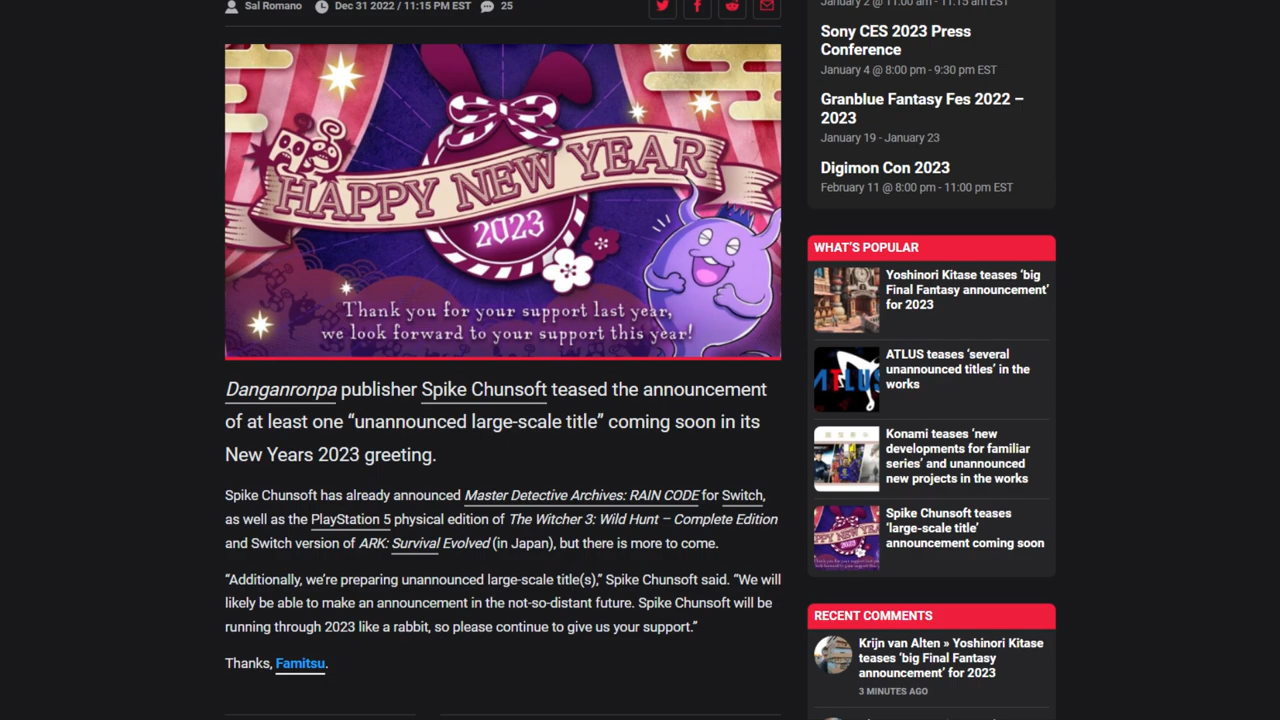 Sal Romano Dec 31 2022 / 11:15 PM EST 25
HAPPY NEW YEAR
2023
Thank you for your support last year,
we look forward to your support this year!
Danganronpa publisher Spike Chunsoft teased the announcement
of at least one “unannounced large-scale title” coming soon in its
New Years 2023 greeting.
Spike Chunsoft has already announced Master Detective Archives: RAIN CODE for Switch,
as well as the PlayStation 5 physical edition of The Witcher 3: Wild Hunt – Complete Edition
and Switch version of ARK: Survival Evolved (in Japan), but there is more to come.
“Additionally, we’re preparing unannounced large-scale title(s),” Spike Chunsoft said. “We will
likely be able to make an announcement in the not-so-distant future. Spike Chunsoft will be
running through 2023 like a rabbit, so please continue to give us your support.”
Thanks, Famitsu.
January 2 @ 11:00 am - 11:15 am EST
Sony CES 2023 Press
Conference
January 4 @ 8:00 pm - 9:30 pm EST
Granblue Fantasy Fes 2022 –
2023
January 19 - January 23
Digimon Con 2023
February 11 @ 8:00 pm - 11:00 pm EST
WHAT’S POPULAR
Yoshinori Kitase teases ‘big
Final Fantasy announcement’
for 2023
ATLUS
ATLUS teases ‘several
unannounced titles’ in the
works
Konami teases ‘new
developments for familiar
series’ and unannounced
new projects in the works
Spike Chunsoft teases
‘large-scale title’
announcement coming soon
RECENT COMMENTS
Krijn van Alten » Yoshinori Kitase
teases ‘big Final Fantasy
announcement’ for 2023
3 MINUTES AGO